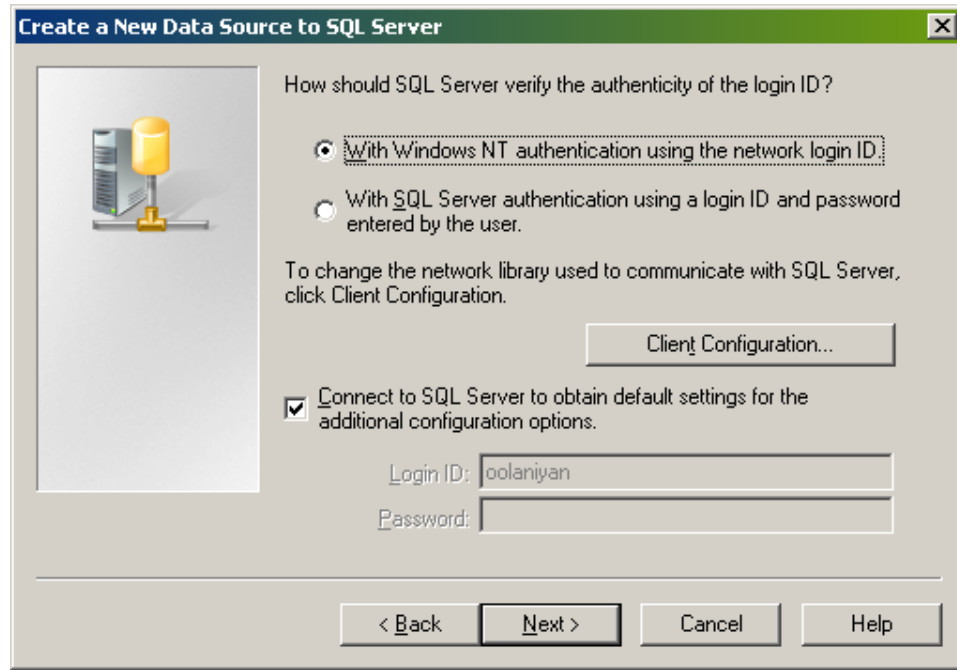 Create a New Data Source to SQL Server
How should SQL Server verify the authenticity of the login ID?
With Windows NT authentication using the network login ID.
With SQL Server authentication using a login ID and password
entered by the user.
To change the network library used to communicate with SQL Server,
click Client Configuration.
Client Configuration...
Connect to SQL Server to obtain default settings for the
additional configuration options.
Login ID: oolaniyan
Password:
< Back Next > Cancel Help